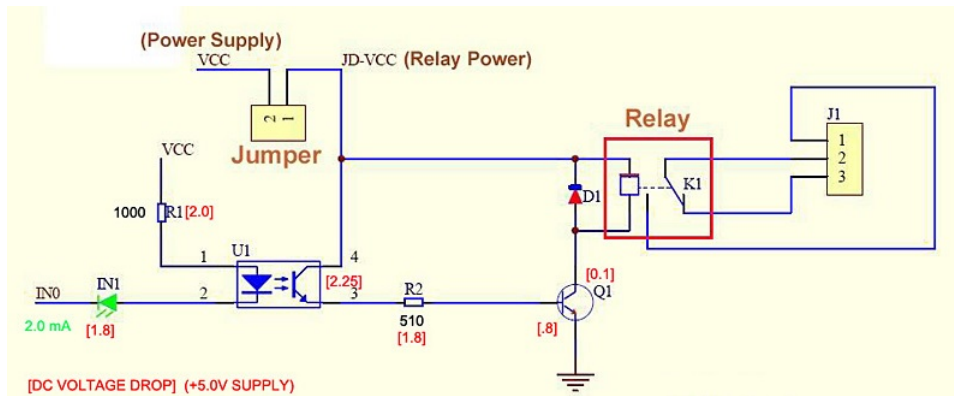 (Power Supply)
VCC
JD-VCC (Relay Power)
2 1
Jumper
Relay
J1
1
2
3
VCC
1000 R1 [2.0]
D1
K1
U1
1
4
[2.25]
[0.1]
IN0
IN1
2
3
R2
Q1
2.0 mA
[1.8]
510
[1.8]
[.8]
[DC VOLTAGE DROP] (+5.0V SUPPLY)